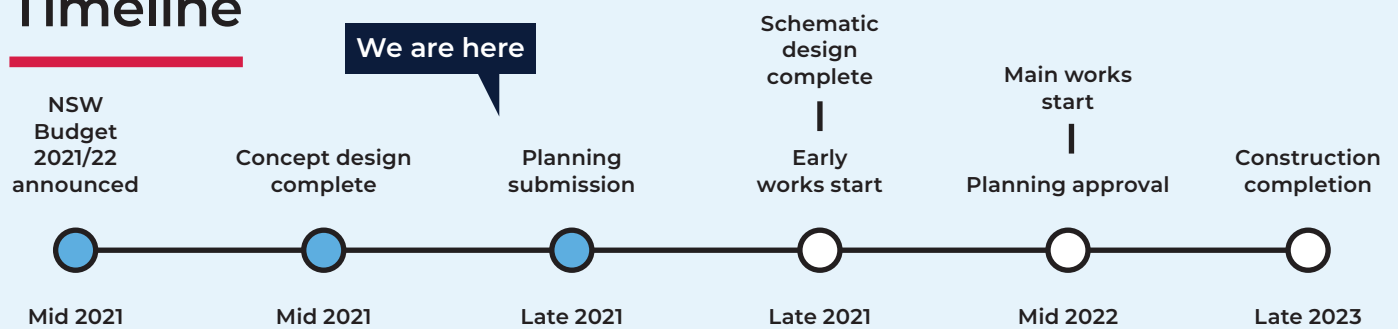 Timeline
We are here
NSW
Budget
2021/22
announced
Mid 2021
Concept design
complete
Mid 2021
Planning
submission
Late 2021
Schematic
design
complete
Early
works start
Late 2021
Main works
start
Planning approval
Mid 2022
Construction
completion
Late 2023